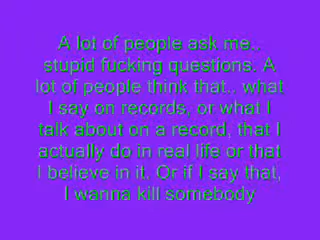 A lot of people ask me..
stupid fucking questions. A
lot of people think that.. what
I say on records, or what I
talk about on a record, that I
actually do in real life or that
I believe in it. Or if I say that,
I wanna kill somebody